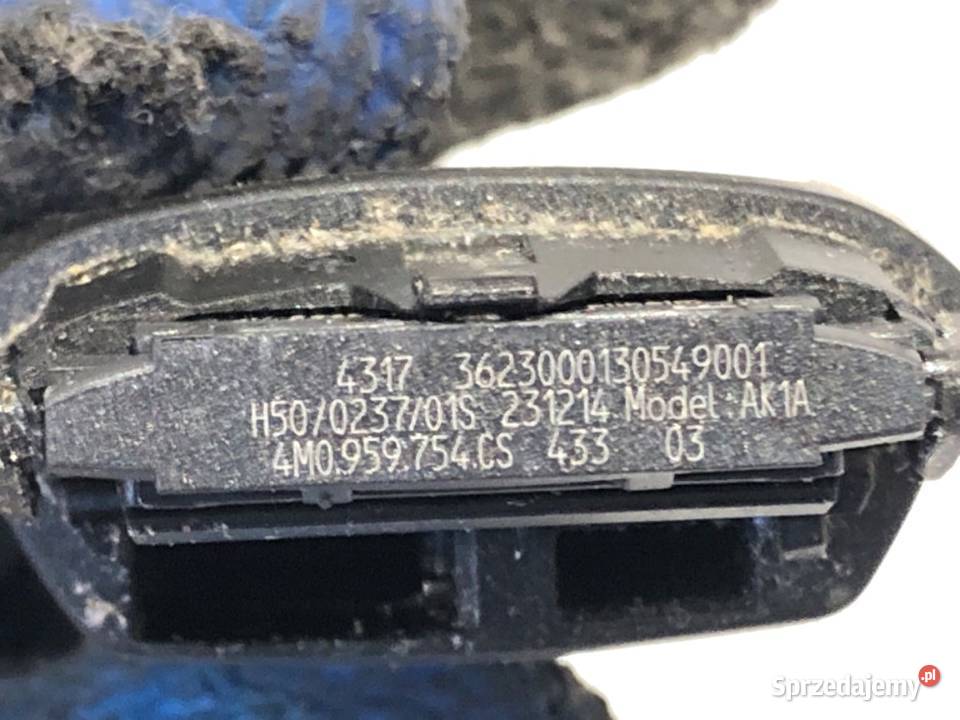 4317 3623000130549001
H50/0237/01S 231214 Model: AK1A
4M0.959.754.CS 433 03
Sprzedajemy.pl